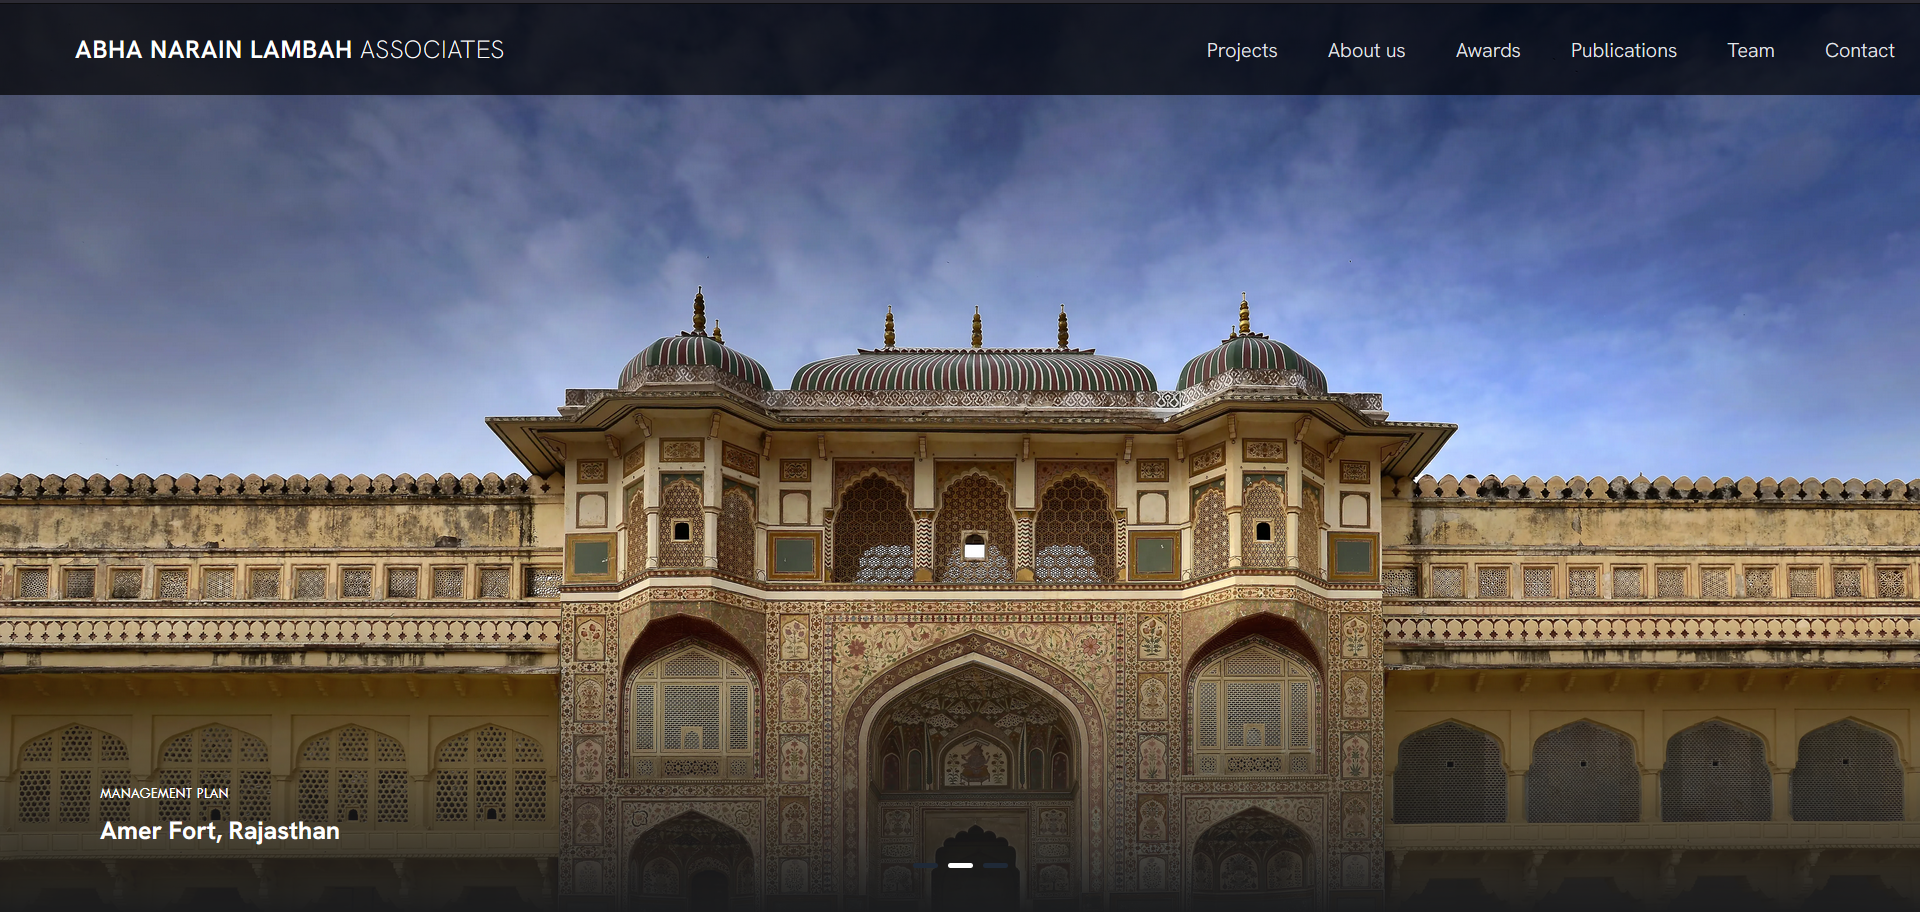 ABHA NARAIN LAMBAH ASSOCIATES
Projects About us Awards Publications Team Contact
MANAGEMENT PLAN
Amer Fort, Rajasthan